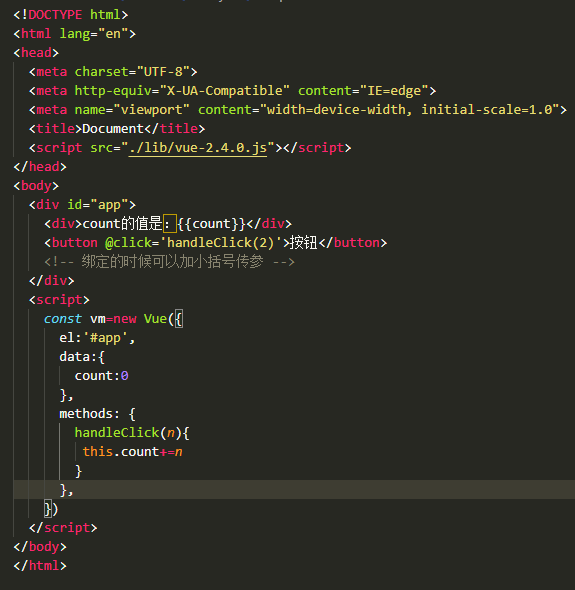 <!DOCTYPE html>
<html lang="en">
<head>
  <meta charset="UTF-8">
  <meta http-equiv="X-UA-Compatible" content="IE=edge">
  <meta name="viewport" content="width=device-width, initial-scale=1.0">
  <title>Document</title>
  <script src="./lib/vue-2.4.0.js"></script>
</head>
<body>
  <div id="app">
    <div>count的值是：{{count}}</div>
    <button @click='handleClick(2)'>按钮</button>
    <!-- 绑定的时候可以加小括号传参 -->
  </div>
  <script>
    const vm=new Vue({
      el:'#app',
      data:{
        count:0
      },
      methods: {
        handleClick(n){
         this.count+=n
        }
      },
    })
  </script>
</body>
</html>